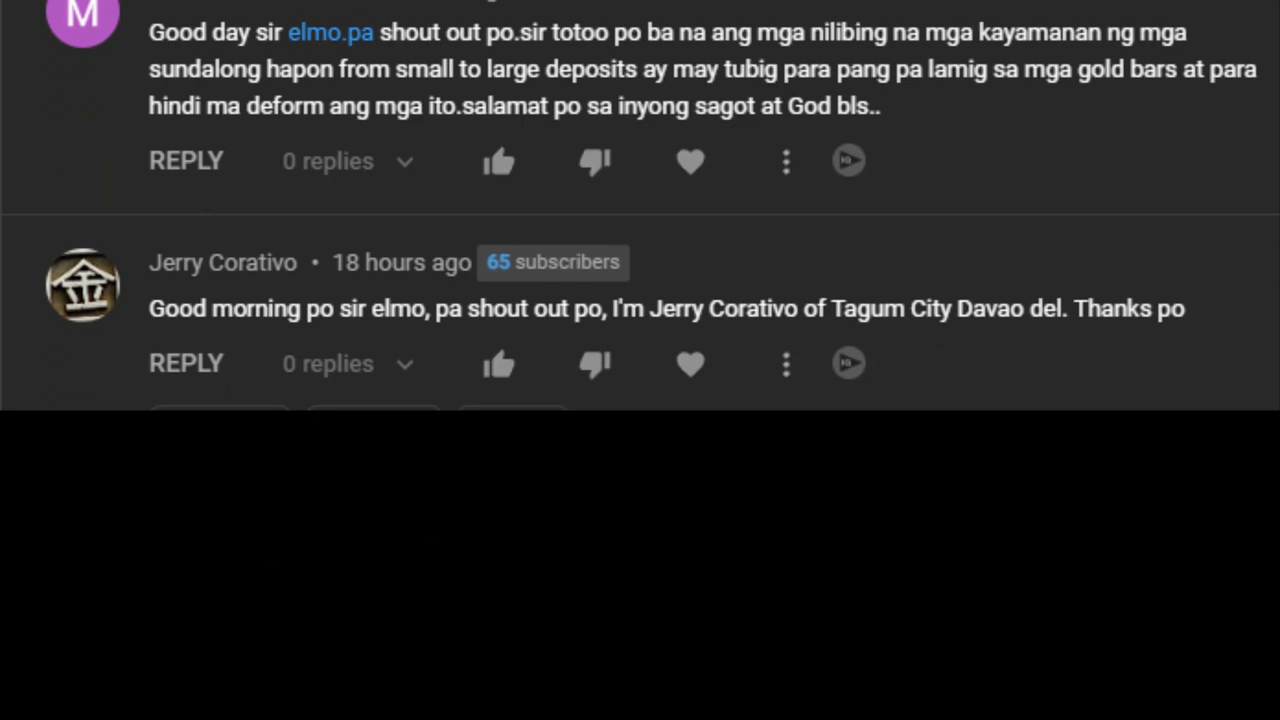 M
Good day sir elmo.pa shout out po.sir totoo po ba na ang mga nilibing na mga kayamanan ng mga
sundalong hapon from small to large deposits ay may tubig para pang pa lamig sa mga gold bars at para
hindi ma deform ang mga ito.salamat po sa inyong sagot at God bls..
REPLY 0 replies
金
Jerry Corativo • 18 hours ago 65 subscribers
Good morning po sir elmo, pa shout out po, I'm Jerry Corativo of Tagum City Davao del. Thanks po
REPLY 0 replies